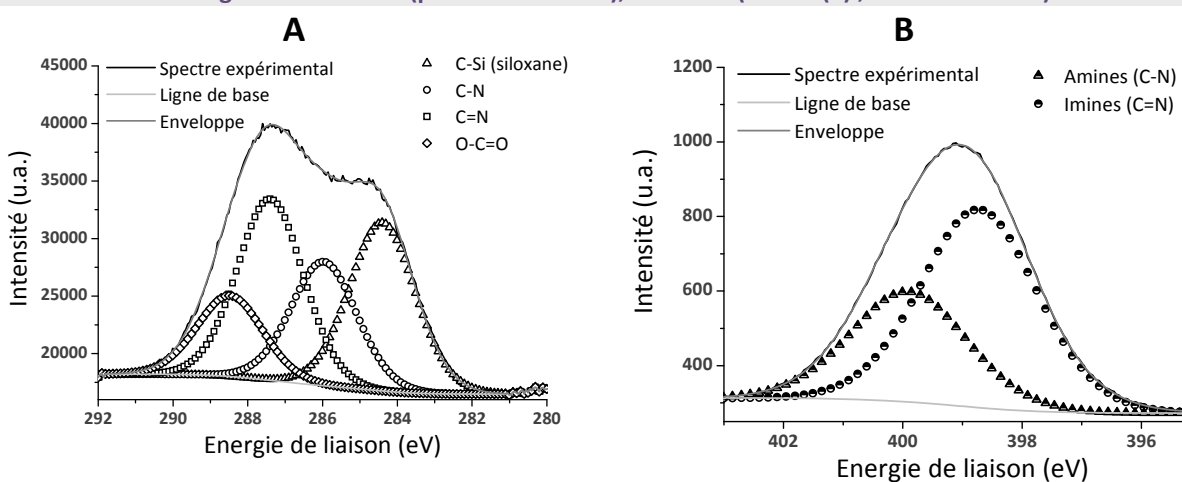 A
45000
40000
35000
30000
25000
20000
Intensité (u.a.)
Spectre expérimental
Ligne de base
Enveloppe
C-Si (siloxane)
C-N
C=N
O-C=O
292 290 288 286 284 282 280
Energie de liaison (eV)
B
1200
1000
800
600
400
Intensité (u.a.)
Spectre expérimental
Ligne de base
Enveloppe
Amines (C-N)
Imines (C=N)
402 400 398 396
Energie de liaison (eV)